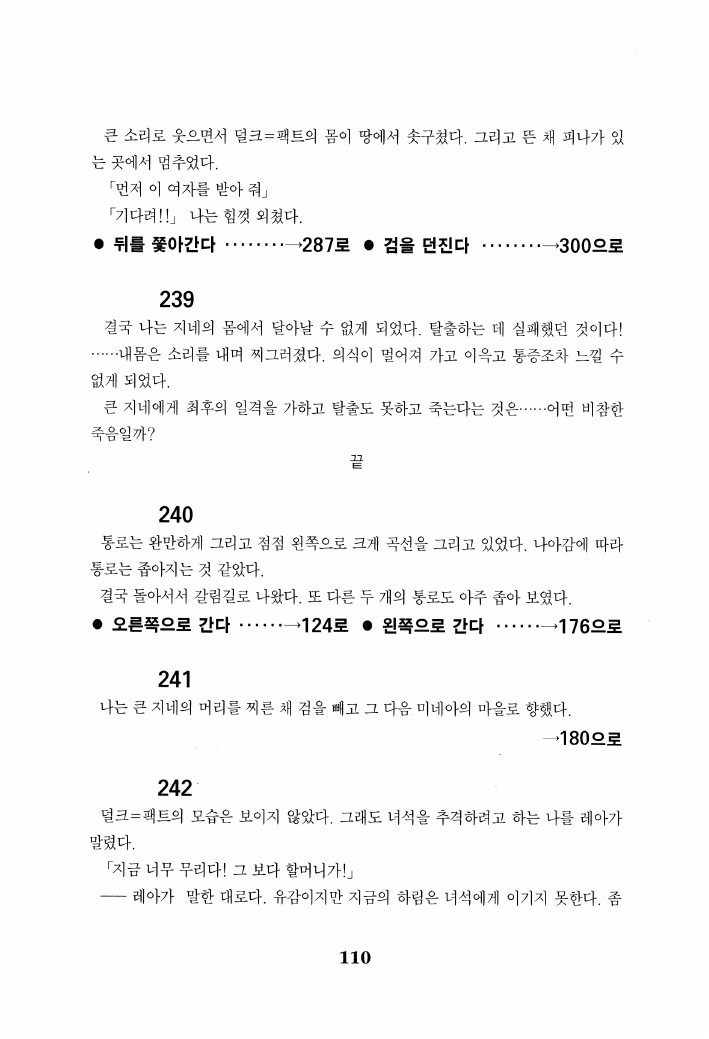 큰 소리로 웃으면서 덜크=팩트의 몸이 땅에서 솟구쳤다. 그리고 뜬 채 피나가 있
는 곳에서 멈추었다.
「먼저 이 여자를 받아 줘」
「기다려!!」 나는 힘껏 외쳤다.
● 뒤를 쫓아간다 ········→287로 ● 검을 던진다 ········→300으로
239
결국 나는 지네의 몸에서 달아날 수 없게 되었다. 탈출하는 데 실패했던 것이다!
……내몸은 소리를 내며 찌그러졌다. 의식이 멀어져 가고 이윽고 통증조차 느낄 수
없게 되었다.
큰 지네에게 최후의 일격을 가하고 탈출도 못하고 죽는다는 것은……어떤 비참한
죽음일까?
끝
240
통로는 완만하게 그리고 점점 왼쪽으로 크게 곡선을 그리고 있었다. 나아감에 따라
통로는 좁아지는 것 같았다.
결국 돌아서서 갈림길로 나왔다. 또 다른 두 개의 통로도 아주 좁아 보였다.
● 오른쪽으로 간다 ······→124로 ● 왼쪽으로 간다 ······→176으로
241
나는 큰 지네의 머리를 찌른 채 검을 빼고 그 다음 미네아의 마을로 향했다.
→180으로
242
덜크=팩트의 모습은 보이지 않았다. 그래도 녀석을 추격하려고 하는 나를 레아가
말렸다.
「지금 너무 무리다! 그 보다 할머니가!」
── 레아가 말한 대로다. 유감이지만 지금의 하림은 녀석에게 이기지 못한다. 좀
110